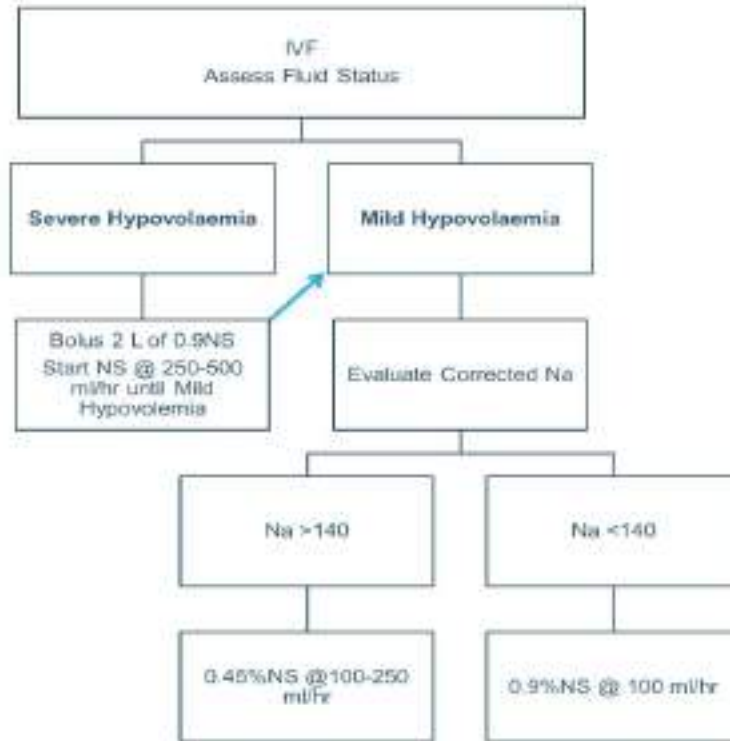 IVF
Assess Fluid Status
Severe Hypovolaemia
Mild Hypovolaemia
Bolus 2 L of 0.9NS
Start NS @ 250-500
ml/hr until Mild
Hypovolemia
Evaluate Corrected Na
Na >140
Na <140
0.45%NS @100-250
ml/hr
0.9%NS @ 100 ml/hr